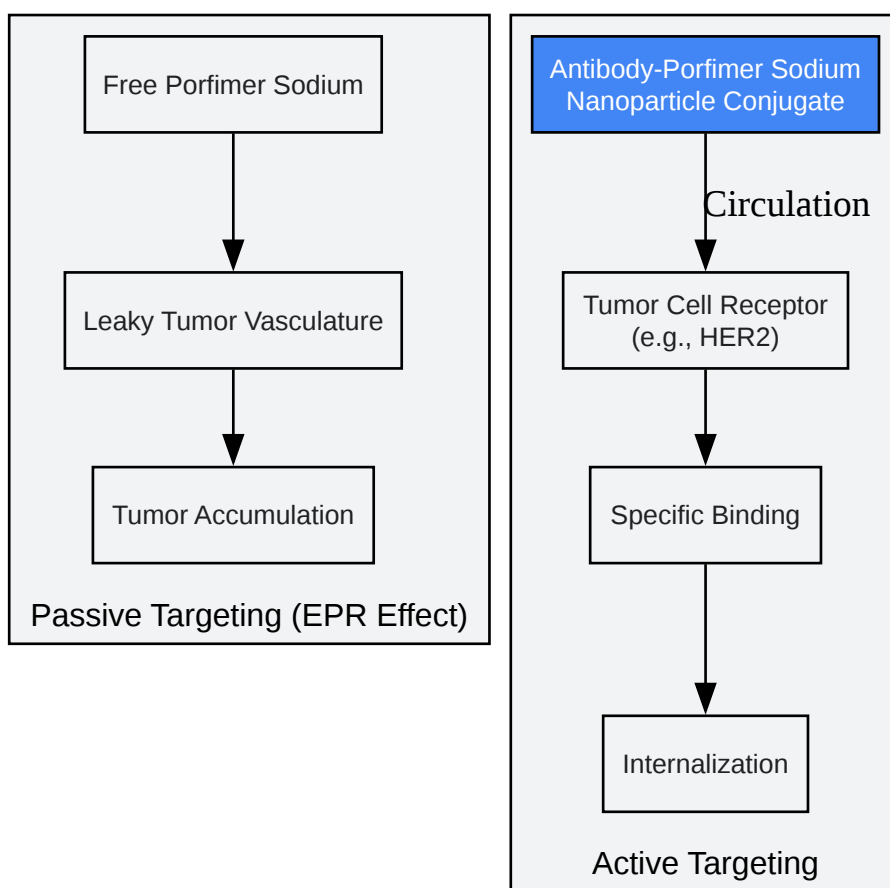 Free Porfimer Sodium
Leaky Tumor Vasculature
Tumor Accumulation
Passive Targeting (EPR Effect)
Antibody-Porfimer Sodium
Nanoparticle Conjugate
Circulation
Tumor Cell Receptor
(e.g., HER2)
Specific Binding
Internalization
Active Targeting